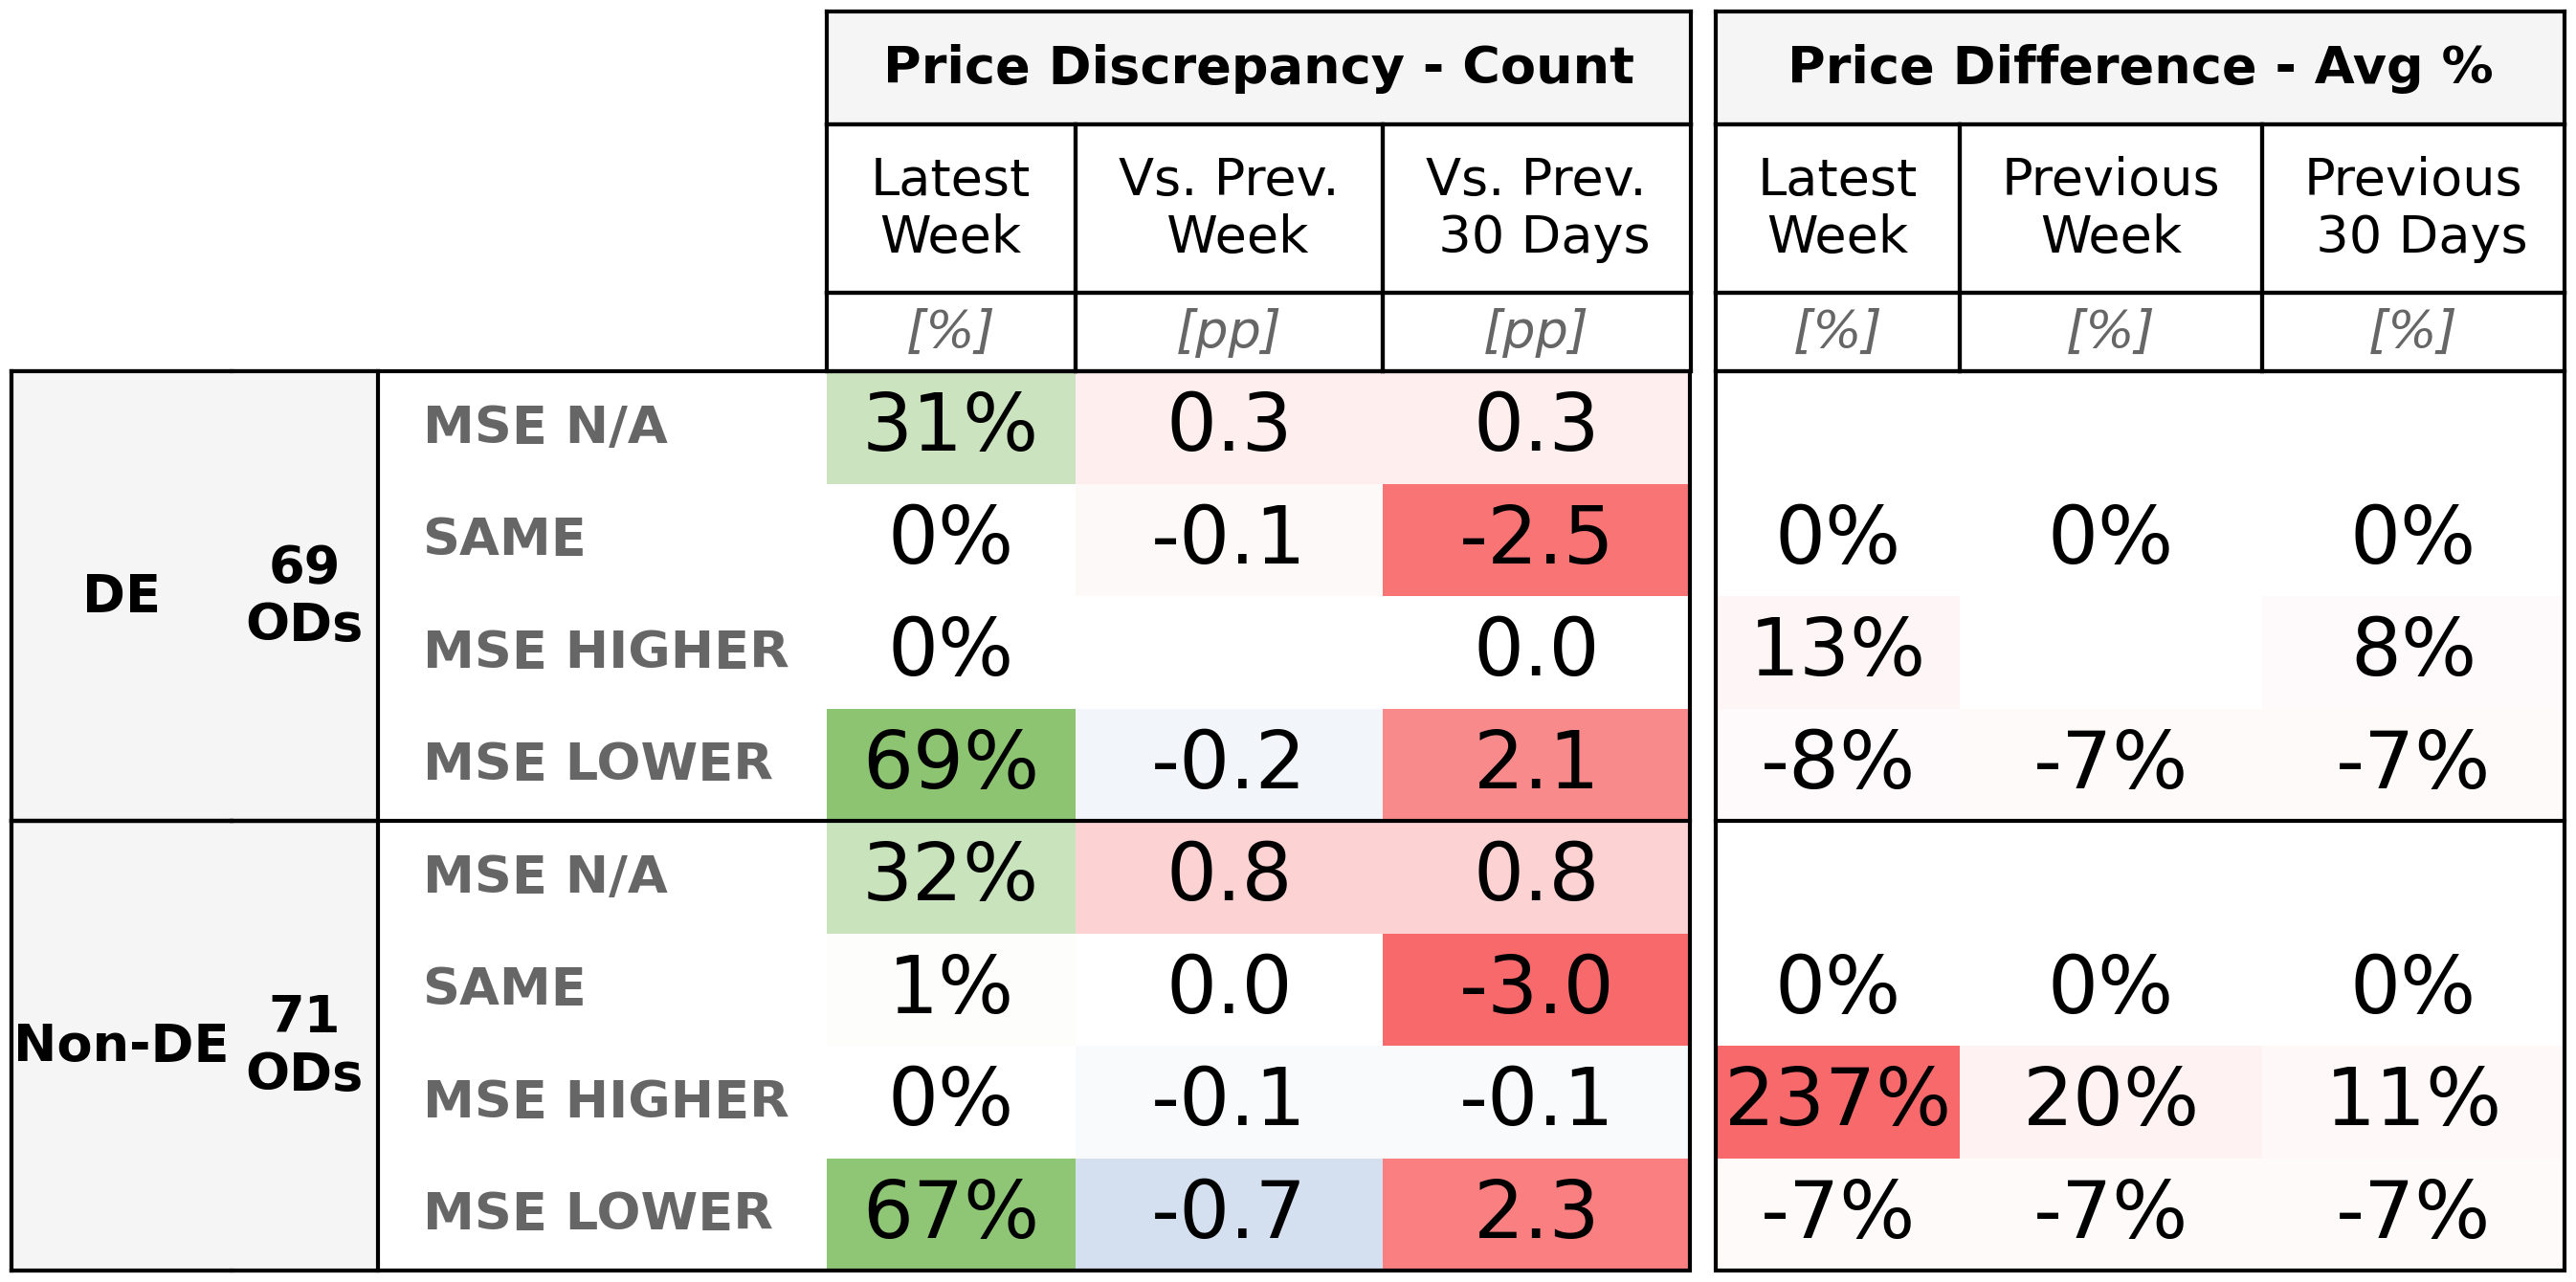 Price Discrepancy - Count Price Difference - Avg %
Latest Week Vs. Prev. Week Vs. Prev. 30 Days Latest Week Previous Week Previous 30 Days
[%] [pp] [pp] [%] [%] [%]
DE 69 ODs
MSE N/A 31% 0.3 0.3
SAME 0% -0.1 -2.5 0% 0% 0%
MSE HIGHER 0% 0.0 13% 8%
MSE LOWER 69% -0.2 2.1 -8% -7% -7%
Non-DE 71 ODs
MSE N/A 32% 0.8 0.8
SAME 1% 0.0 -3.0 0% 0% 0%
MSE HIGHER 0% -0.1 -0.1 237% 20% 11%
MSE LOWER 67% -0.7 2.3 -7% -7% -7%